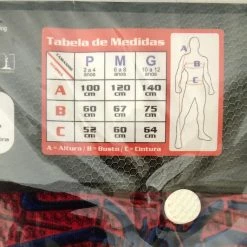 Tabela de Medidas
TAMANHO P M G
2 a 4 anos 6 a 8 anos 10 a 12 anos
A 100 cm 120 cm 140 cm
B 60 cm 67 cm 75 cm
C 52 cm 60 cm 64 cm
A = Altura / B = Busto / C = Cintura
A
B
C